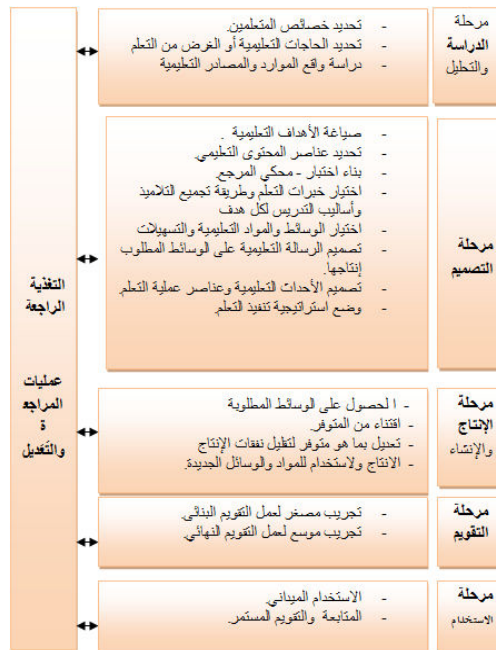 مرحلة
الدراسة
والتحليل
- تحديد خصائص المتعلمين.
- تحديد الحاجات التعليمية أو الغرض من التعلم
- دراسة واقع الموارد والمصادر التعليمية
مرحلة
التصميم
- صياغة الأهداف التعليمية .
- تحديد عناصر المحتوى التعليمي.
- بناء اختبار - محكي المرجع.
- اختيار خبرات التعلم وطريقة تجميع التلاميذ
وأساليب التدريس لكل هدف
- اختيار الوسائط والمواد التعليمية والتسهيلات
- تصميم الرسالة التعليمية على الوسائط المطلوب
إنتاجها.
- تصميم الأحداث التعليمية وعناصر عملية التعلم.
- وضع استراتيجية تنفيذ التعلم.
مرحلة
الإنتاج
والإنشاء
- ا لحصول على الوسائط المطلوبة
- اقتناء من المتوفر.
- تعديل بما هو متوفر لتقليل نفقات الإنتاج
- الانتاج ولاستخدام للمواد والوسائل الجديدة.
مرحلة
التقويم
- تجريب مصغر لعمل التقويم البنائى.
- تجريب موسع لعمل التقويم النهائي.
مرحلة
الاستخدام
- الاستخدام الميداني.
- المتابعة والتقويم المستمر.
التغذية
الراجعة
عمليات
المراجع
ة
والتَعديل